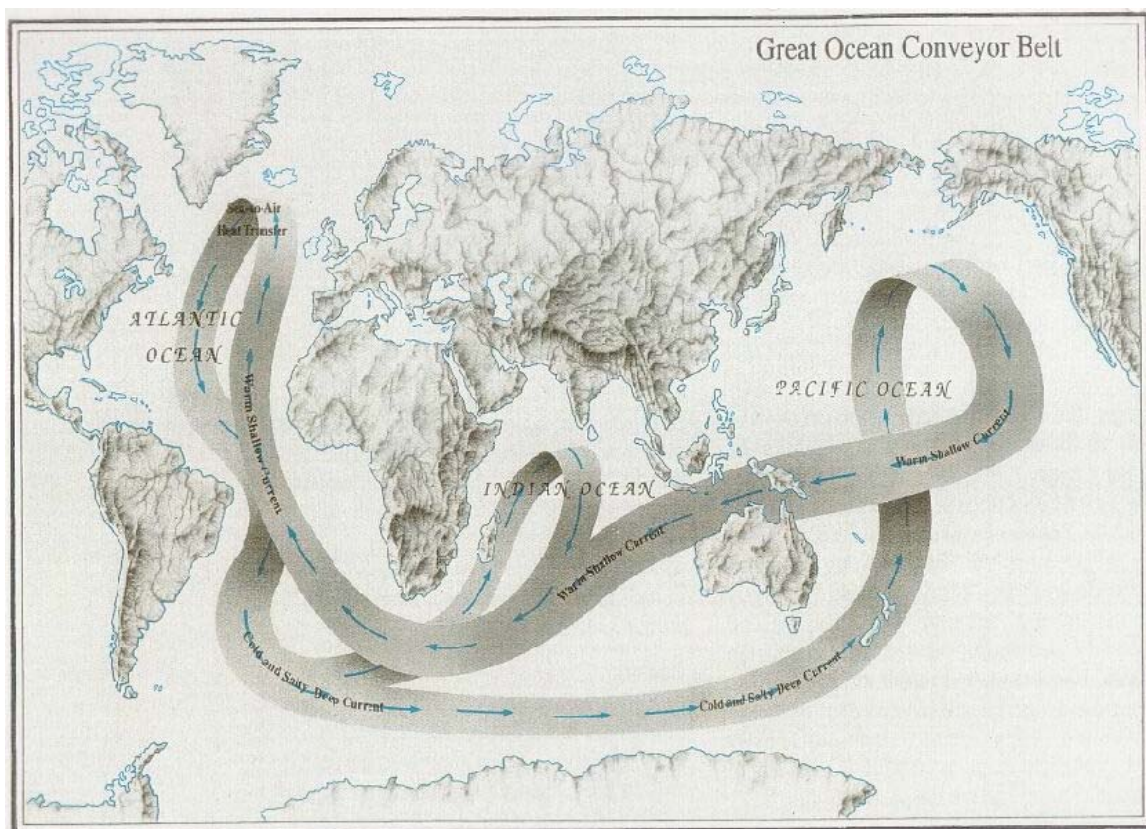 Great Ocean Conveyor Belt
Sea-to-Air
Heat Transfer
ATLANTIC
OCEAN
Warm Shallow Current
PACIFIC OCEAN
Warm Shallow Current
INDIAN OCEAN
Warm Shallow Current
Cold and Salty Deep Current
Cold and Salty Deep Current